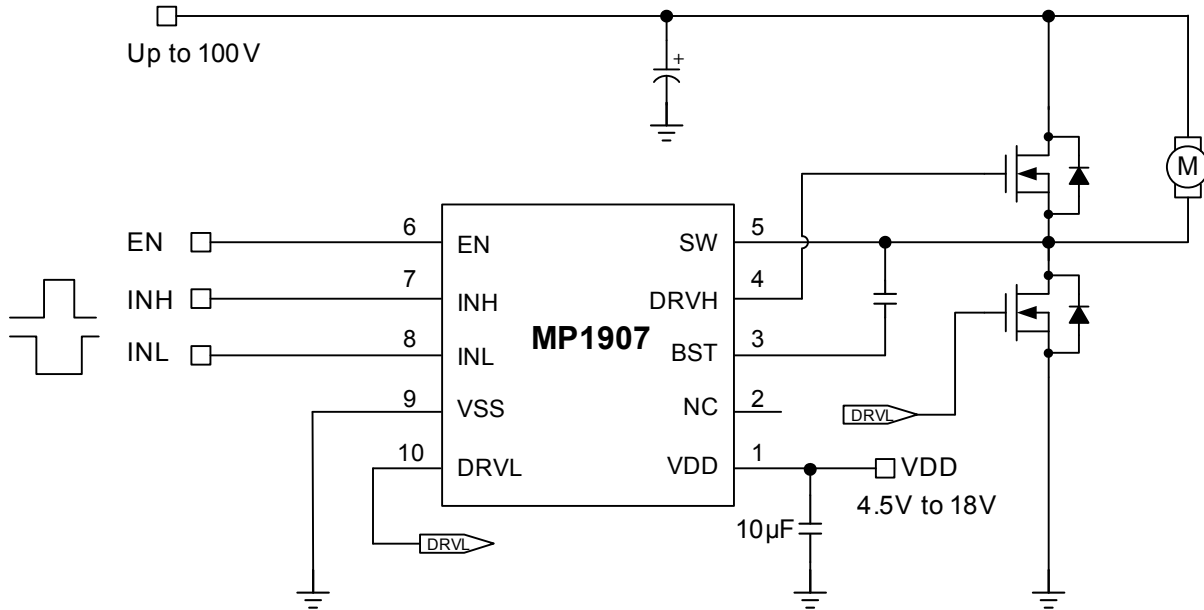 Up to 100V
+
M
EN
6
EN
SW
5
INH
7
INH
DRVH
4
MP1907
INL
8
INL
BST
3
9
VSS
NC
2
DRVL
10
DRVL
VDD
1
VDD
4.5V to 18V
10µF
DRVL